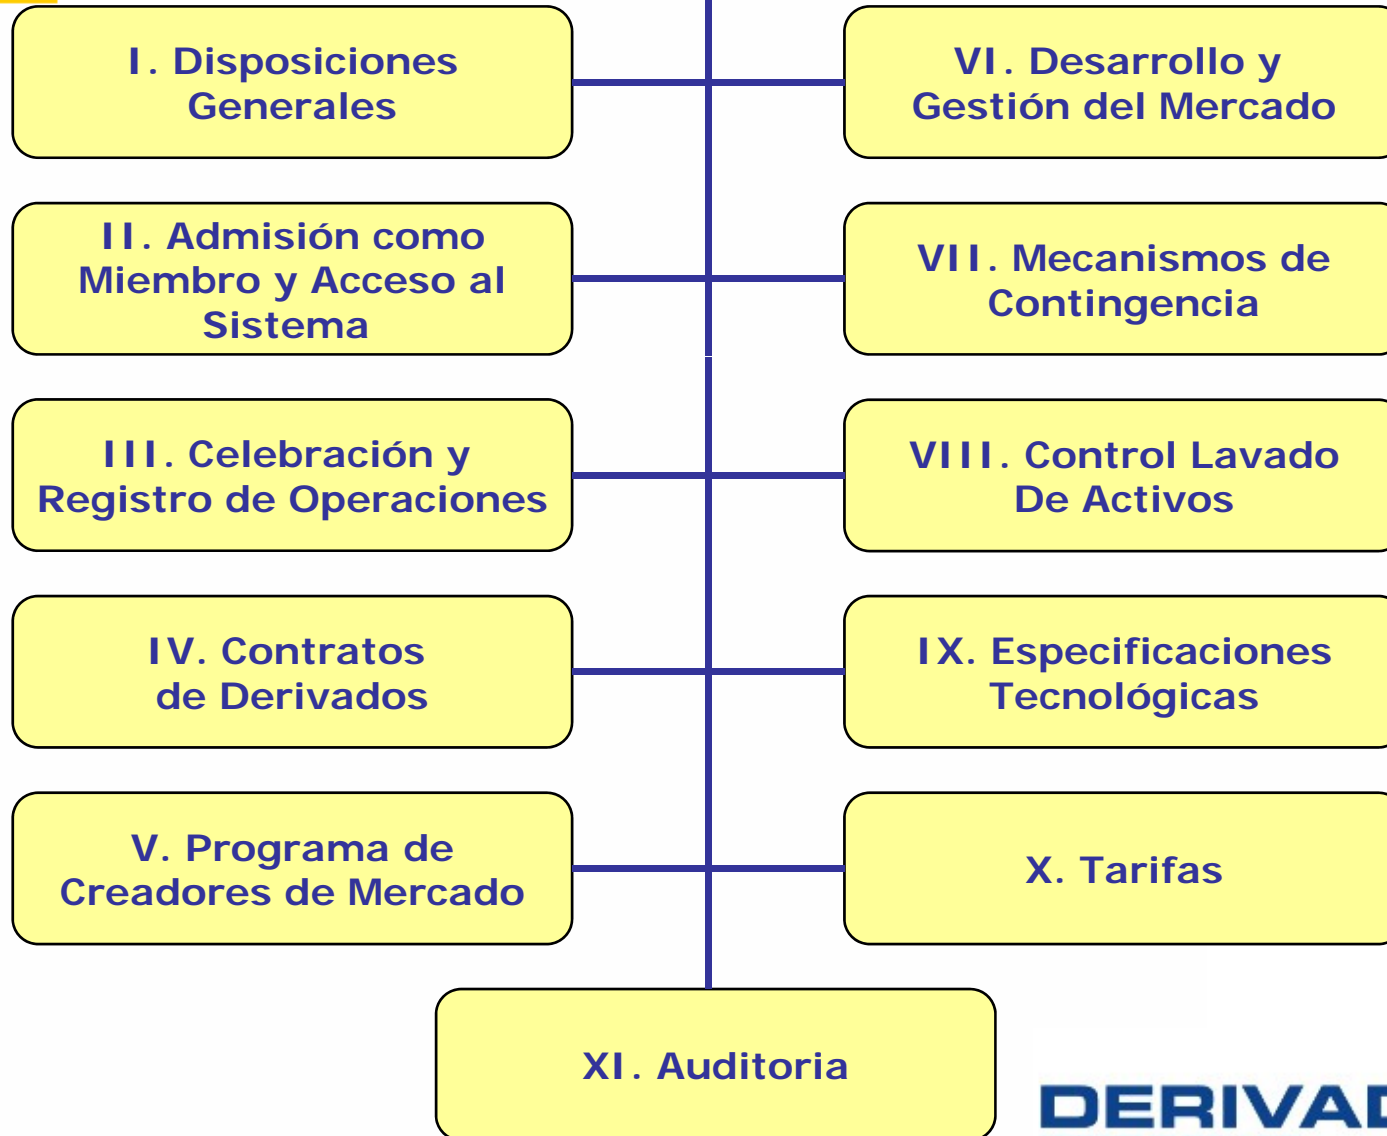 I. Disposiciones
Generales
II. Admisión como
Miembro y Acceso al
Sistema
III. Celebración y
Registro de Operaciones
IV. Contratos
de Derivados
V. Programa de
Creadores de Mercado
VI. Desarrollo y
Gestión del Mercado
VII. Mecanismos de
Contingencia
VIII. Control Lavado
De Activos
IX. Especificaciones
Tecnológicas
X. Tarifas
XI. Auditoria